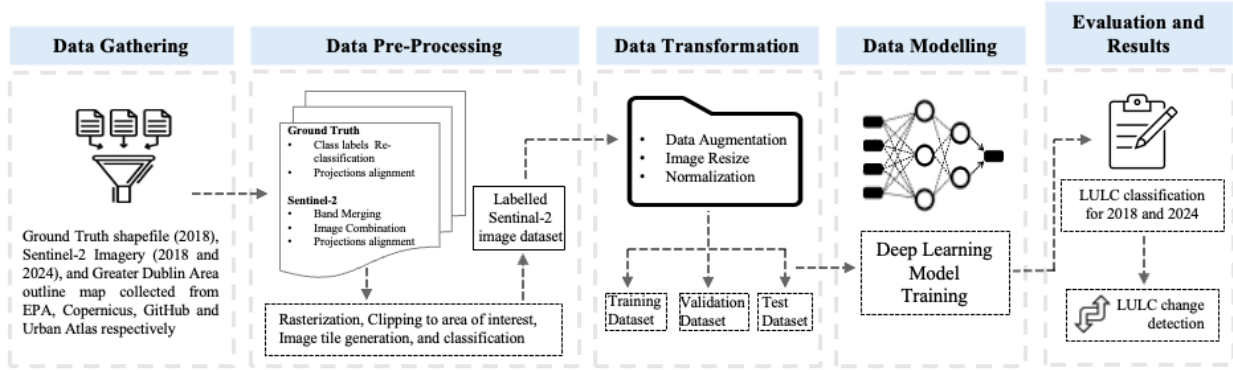 Data Gathering
Ground Truth shapefile (2018),
Sentinel-2 Imagery (2018 and
2024), and Greater Dublin Area
outline map collected from
EPA, Copernicus, GitHub and
Urban Atlas respectively
Data Pre-Processing
Ground Truth
• Class labels Re-
classification
• Projections alignment
Sentinel-2
• Band Merging
• Image Combination
• Projections alignment
Labelled
Sentinal-2
image dataset
Rasterization, Clipping to area of interest,
Image tile generation, and classification
Data Transformation
• Data Augmentation
• Image Resize
• Normalization
Training
Dataset
Validation
Dataset
Test
Dataset
Data Modelling
Deep Learning
Model
Training
Evaluation and
Results
LULC classification
for 2018 and 2024
LULC change
detection